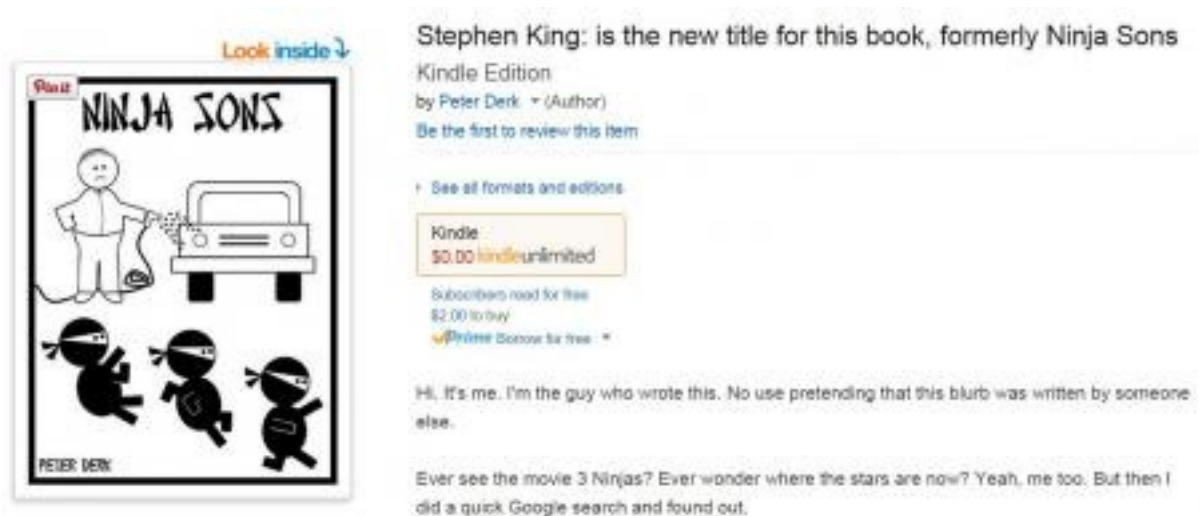 Look inside
Pin it
NINJA SONS
PETER DERK
Stephen King: is the new title for this book, formerly Ninja Sons
Kindle Edition
by Peter Derk (Author)
Be the first to review this item
See all formats and editions
Kindle
$0.00 kindleunlimited
Subscribers read for free
$2.00 to buy
Prime Borrow for free
Hi. It's me. I'm the guy who wrote this. No use pretending that this blurb was written by someone
else.
Ever see the movie 3 Ninjas? Ever wonder where the stars are now? Yeah, me too. But then I
did a quick Google search and found out.